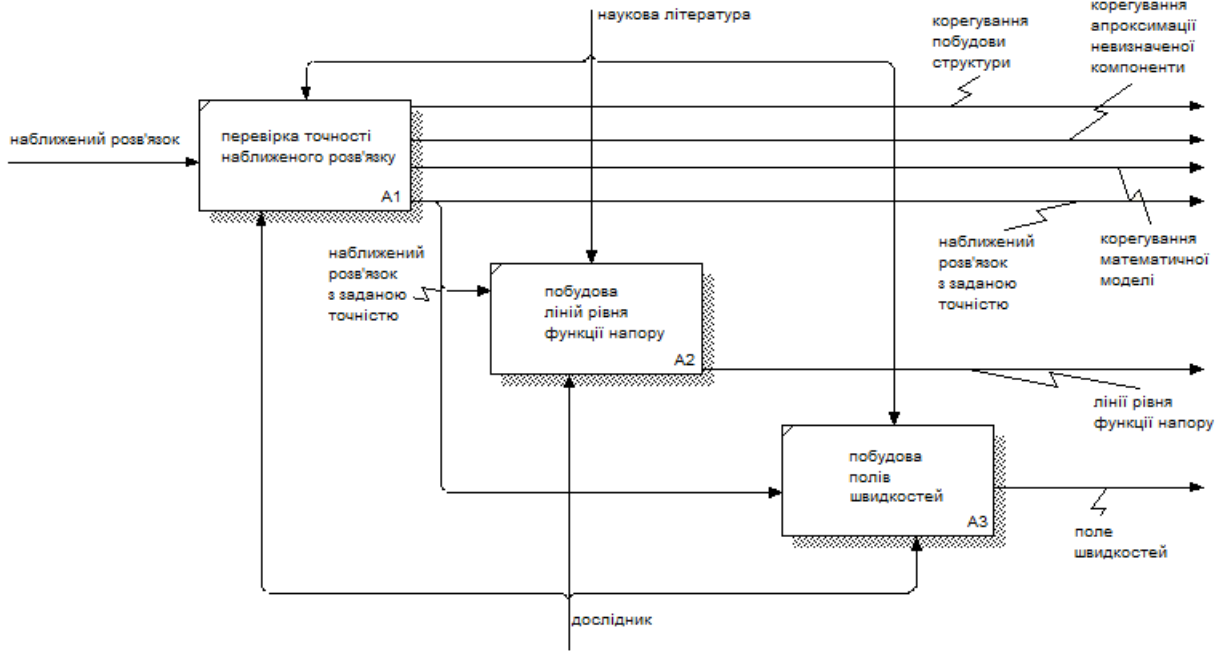 наукова література
корегування
побудови
структури
корегування
апроксимації
невизначеної
компоненти
наближений розв'язок
перевірка точності
наближеного розв'язку
A1
наближений
розв'язок
з заданою
точністю
побудова
ліній рівня
функції напору
A2
наближений
розв'язок
з заданою
точністю
корегування
математичної
моделі
лінії рівня
функції напору
побудова
полів
швидкостей
A3
поле
швидкостей
дослідник